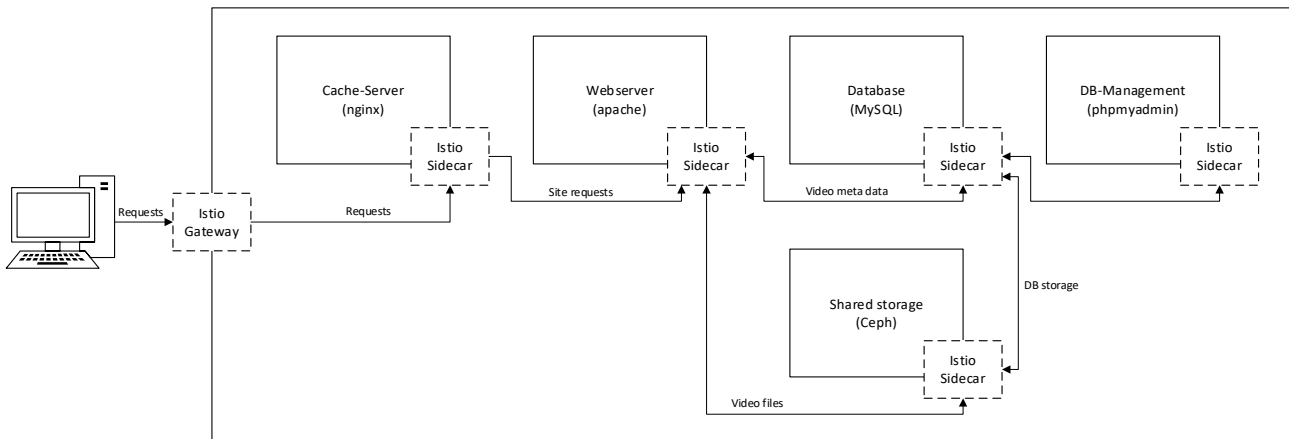 Cache-Server
(nginx)
Istio
Sidecar
Webserver
(apache)
Istio
Sidecar
Database
(MySQL)
Istio
Sidecar
DB-Management
(phpmyadmin)
Istio
Sidecar
Requests
Istio
Gateway
Requests
Site requests
Video meta data
Shared storage
(Ceph)
Istio
Sidecar
DB storage
Video files